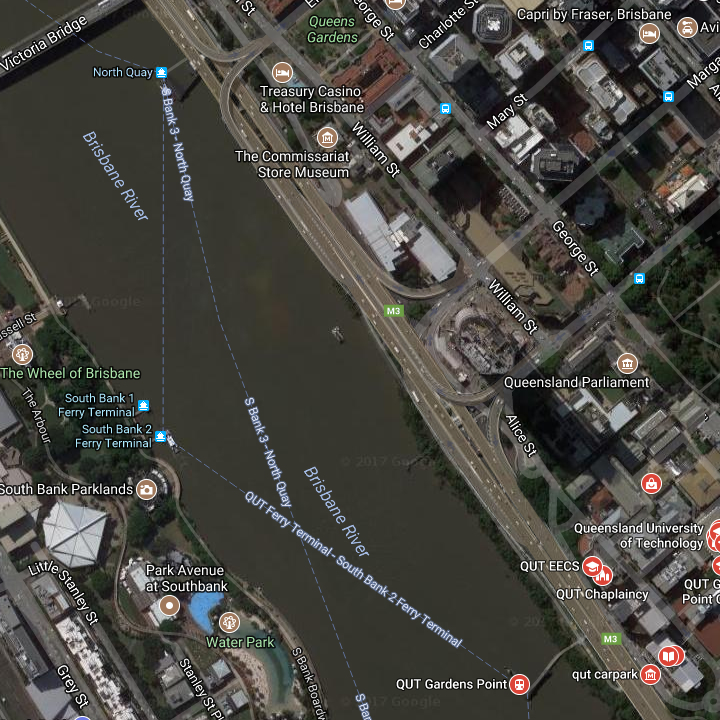 Queens
Gardens
George St
Charlotte St
Capri by Fraser, Brisbane
Victoria Bridge
North Quay
Treasury Casino
& Hotel Brisbane
Mary St
S Bank 3 - North Quay
Brisbane River
William St
The Commissariat
Store Museum
George St
William St
M3
The Wheel of Brisbane
The Arbour
South Bank 1
Ferry Terminal
South Bank 2
Ferry Terminal
Queensland Parliament
S Bank 3 - North Quay
Alice St
© 2017 Google
South Bank Parklands
Brisbane River
QUT Ferry Terminal - South Bank 2 Ferry Terminal
Queensland University
of Technology
QUT EECS
QUT Chaplaincy
Little Stanley St
Park Avenue
at Southbank
Water Park
M3
Grey St
QUT Gardens Point
qut carpark